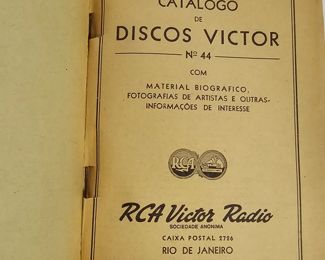 CATALOGO
DE
DISCOS VICTOR
Nº 44
COM
MATERIAL BIOGRAFICO,
FOTOGRAFIAS DE ARTISTAS E OUTRAS
INFORMAÇÕES DE INTERESSE
RCA
RCA Victor Radio
SOCIEDADE ANONIMA
CAIXA POSTAL 2726
RIO DE JANEIRO